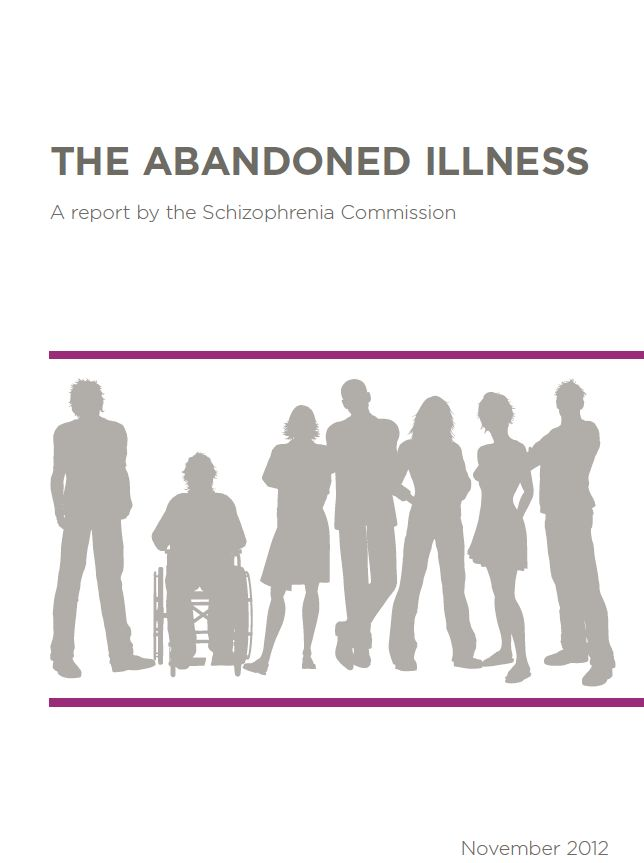 THE ABANDONED ILLNESS
A report by the Schizophrenia Commission
November 2012